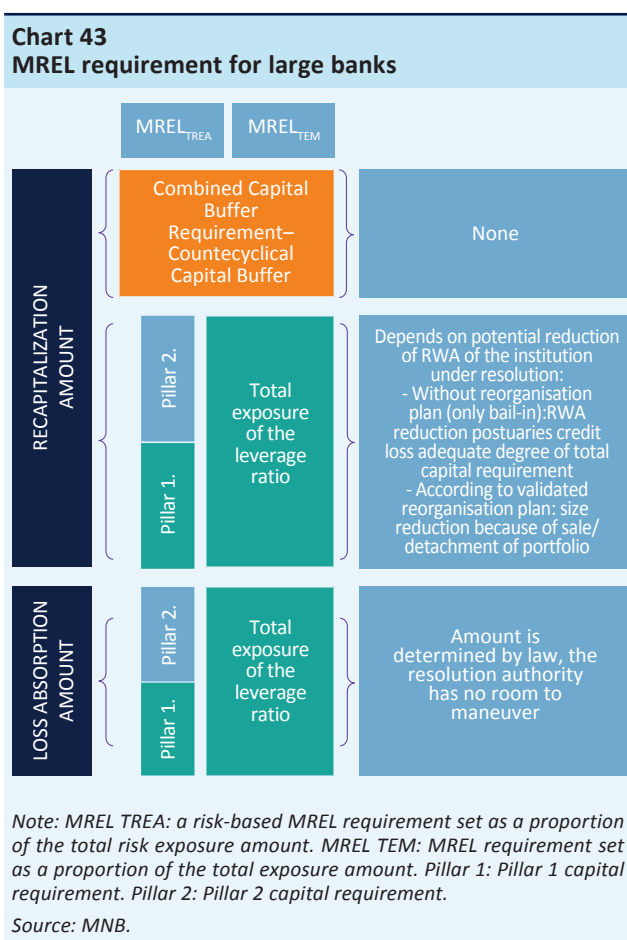 Chart 43
MREL requirement for large banks
MREL TREA
MREL TEM
RECAPITALIZATION
AMOUNT
Combined Capital
Buffer
Requirement–
Countecyclical
Capital Buffer
None
Pillar 2.
Pillar 1.
Total
exposure
of the
leverage
ratio
Depends on potential reduction
of RWA of the institution
under resolution:
- Without reorganisation
plan (only bail-in):RWA
reduction postuaries credit
loss adequate degree of total
capital requirement
- According to validated
reorganisation plan: size
reduction because of sale/
detachment of portfolio
LOSS ABSORPTION
AMOUNT
Pillar 2.
Pillar 1.
Total
exposure
of the
leverage
ratio
Amount is
determined by law, the
resolution authority
has no room to
maneuver
Note: MREL TREA: a risk-based MREL requirement set as a proportion
of the total risk exposure amount. MREL TEM: MREL requirement set
as a proportion of the total exposure amount. Pillar 1: Pillar 1 capital
requirement. Pillar 2: Pillar 2 capital requirement.
Source: MNB.